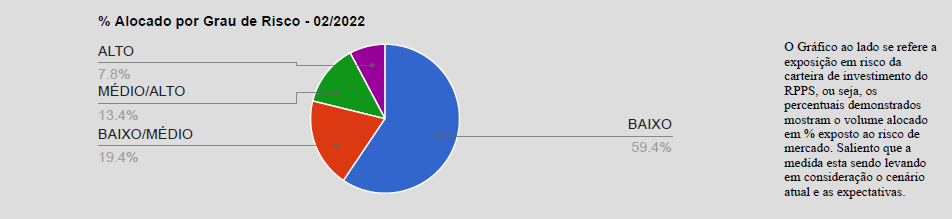 % Alocado por Grau de Risco - 02/2022
ALTO
7.8%
MÉDIO/ALTO
13.4%
BAIXO/MÉDIO
19.4%
BAIXO
59.4%
O Gráfico ao lado se refere a
exposição em risco da
carteira de investimento do
RPPS, ou seja, os
percentuais demonstrados
mostram o volume alocado
em % exposto ao risco de
mercado. Saliento que a
medida esta sendo levando
em consideração o cenário
atual e as expectativas.